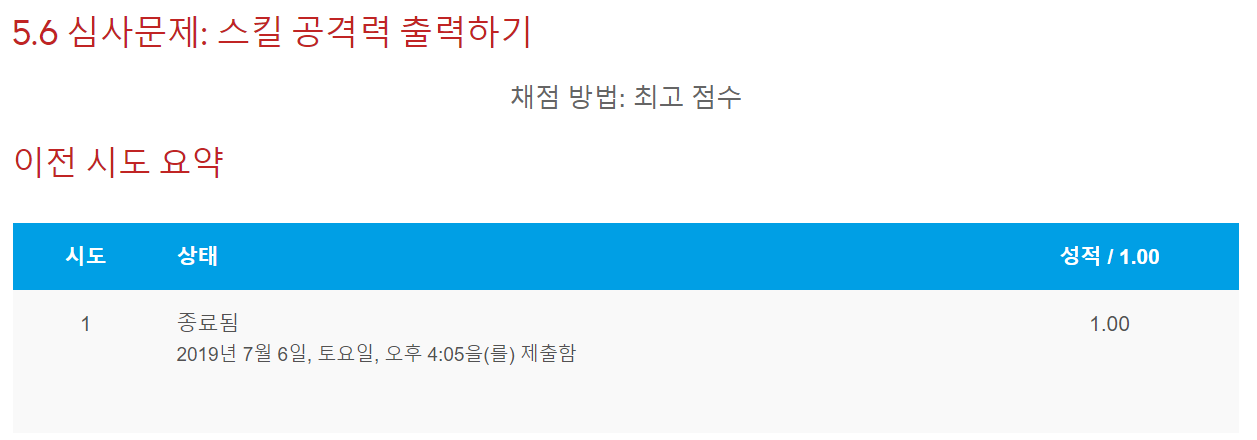 5.6 심사문제: 스킬 공격력 출력하기
채점 방법: 최고 점수
이전 시도 요약
시도 상태 성적 / 1.00
1 종료됨 1.00
2019년 7월 6일, 토요일, 오후 4:05을(를) 제출함